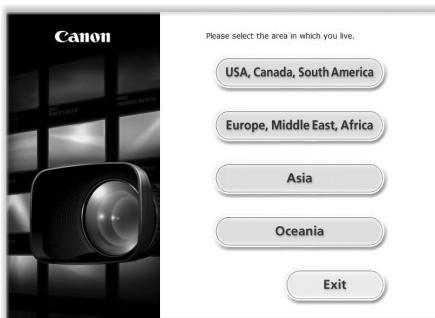 Canon
Please select the area in which you live.
USA, Canada, South America
Europe, Middle East, Africa
Asia
Oceania
Exit